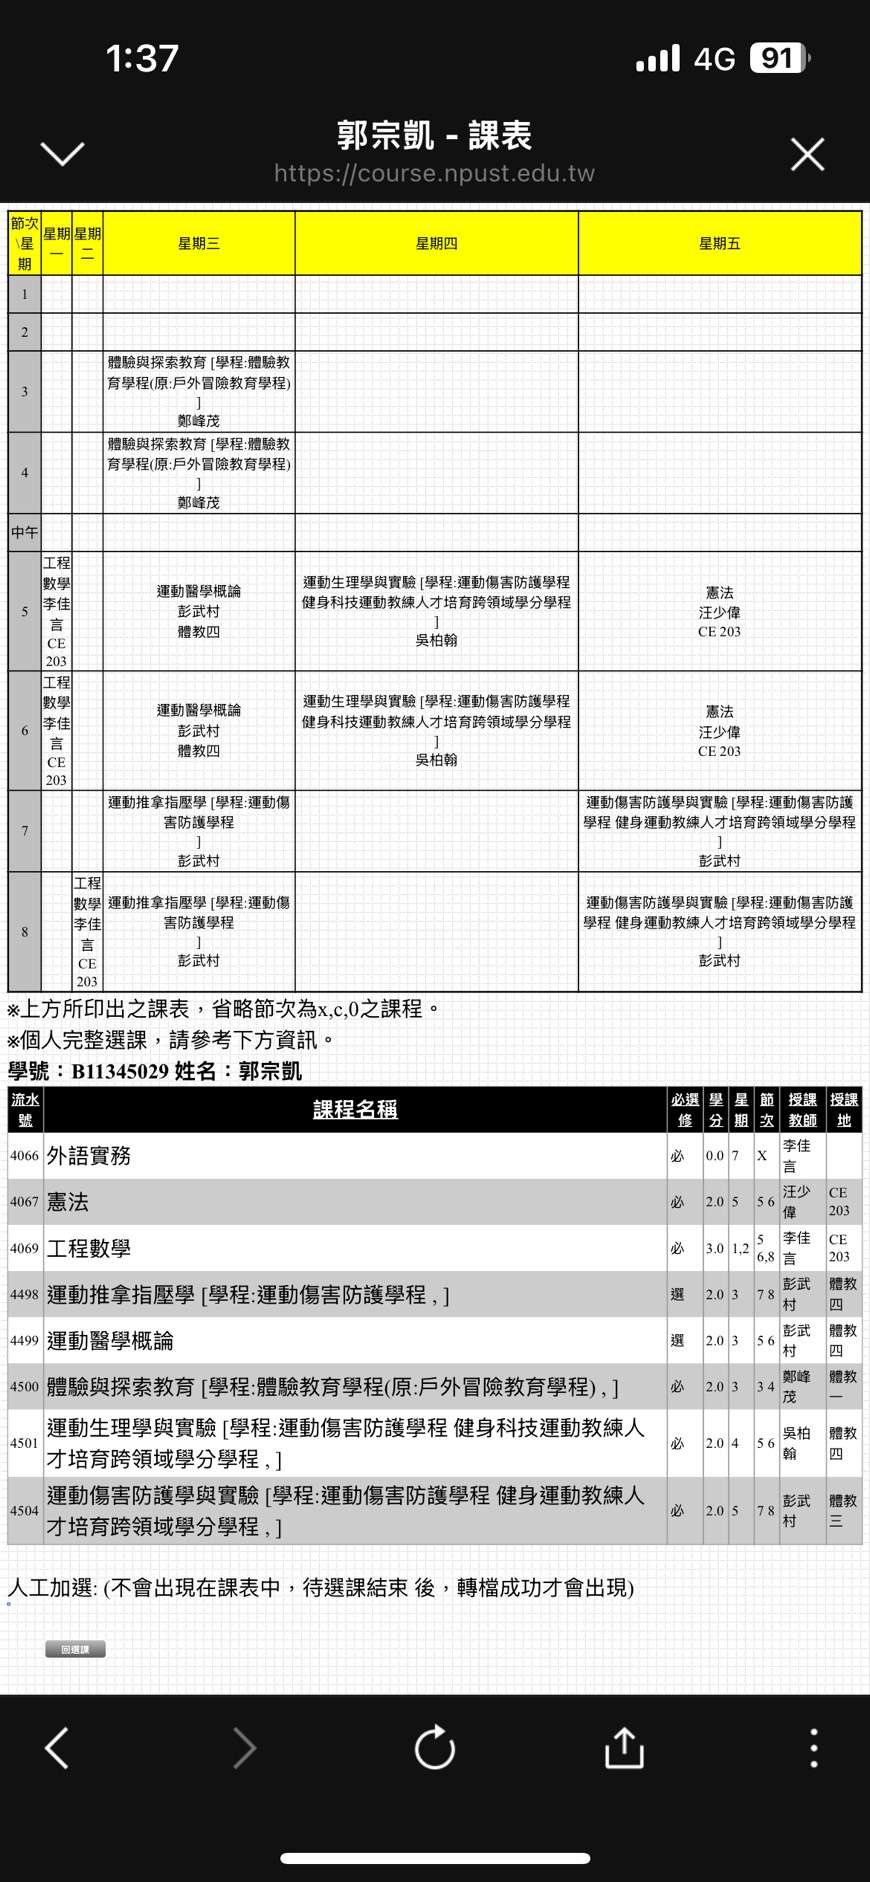 1:37
4G 91
郭宗凱 - 課表
https://course.npust.edu.tw
節次\星期 星期一 星期二 星期三 星期四 星期五
1
2
3
體驗與探索教育 [學程:體驗教
育學程(原:戶外冒險教育學程)
]
鄭峰茂
4
體驗與探索教育 [學程:體驗教
育學程(原:戶外冒險教育學程)
]
鄭峰茂
中午
5
工程
數學
李佳
言
CE
203
運動醫學概論
彭武村
體教四
運動生理學與實驗 [學程:運動傷害防護學程
健身科技運動教練人才培育跨領域學分學程
]
吳柏翰
憲法
汪少偉
CE 203
6
工程
數學
李佳
言
CE
203
運動醫學概論
彭武村
體教四
運動生理學與實驗 [學程:運動傷害防護學程
健身科技運動教練人才培育跨領域學分學程
]
吳柏翰
憲法
汪少偉
CE 203
7
運動推拿指壓學 [學程:運動傷
害防護學程
]
彭武村
運動傷害防護學與實驗 [學程:運動傷害防護
學程 健身運動教練人才培育跨領域學分學程
]
彭武村
8
工程
數學
李佳
言
CE
203
運動推拿指壓學 [學程:運動傷
害防護學程
]
彭武村
運動傷害防護學與實驗 [學程:運動傷害防護
學程 健身運動教練人才培育跨領域學分學程
]
彭武村
※上方所印出之課表，省略節次為x,c,0之課程。
※個人完整選課，請參考下方資訊。
學號：B11345029 姓名：郭宗凱
流水號 課程名稱 必選修 學分 星期 節次 授課教師 授課地
4066 外語實務 必 0.0 7 X 李佳言
4067 憲法 必 2.0 5 5 6 汪少偉 CE 203
4069 工程數學 必 3.0 1,2 5 6,8 李佳言 CE 203
4498 運動推拿指壓學 [學程:運動傷害防護學程 , ] 選 2.0 3 7 8 彭武村 體教四
4499 運動醫學概論 選 2.0 3 5 6 彭武村 體教四
4500 體驗與探索教育 [學程:體驗教育學程(原:戶外冒險教育學程) , ] 必 2.0 3 3 4 鄭峰茂 體教一
4501 運動生理學與實驗 [學程:運動傷害防護學程 健身科技運動教練人
才培育跨領域學分學程 , ] 必 2.0 4 5 6 吳柏翰 體教四
4504 運動傷害防護學與實驗 [學程:運動傷害防護學程 健身運動教練人
才培育跨領域學分學程 , ] 必 2.0 5 7 8 彭武村 體教三
人工加選: (不會出現在課表中，待選課結束 後，轉檔成功才會出現)
回選課